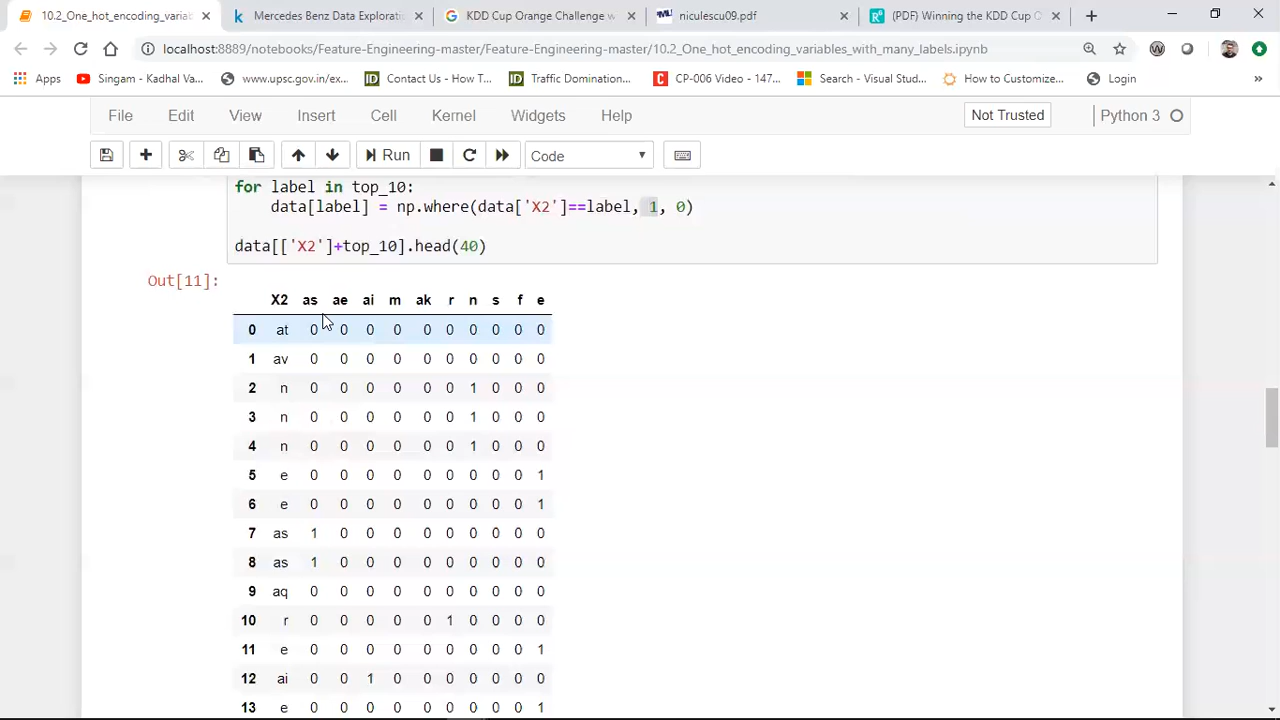 10.2_One_hot_encoding_variab
Mercedes Benz Data Explorat
KDD Cup Orange Challenge w
niculescu09.pdf
(PDF) Winning the KDD Cup O
localhost:8889/notebooks/Feature-Engineering-master/Feature-Engineering-master/10.2_One_hot_encoding_variables_with_many_labels.ipynb
Apps
Singam - Kadhal Va...
www.upsc.gov.in/ex...
Contact Us - How T...
Traffic Domination...
CP-006 Video - 147...
Search - Visual Stud...
How to Customize...
Login
File Edit View Insert Cell Kernel Widgets Help Not Trusted Python 3
Run Code
for label in top_10:
data[label] = np.where(data['X2']==label, 1, 0)
data[['X2']+top_10].head(40)
Out[11]:
X2 as ae ai m ak r n s f e
0 at 0 0 0 0 0 0 0 0 0 0
1 av 0 0 0 0 0 0 0 0 0 0
2 n 0 0 0 0 0 0 1 0 0 0
3 n 0 0 0 0 0 0 1 0 0 0
4 n 0 0 0 0 0 0 1 0 0 0
5 e 0 0 0 0 0 0 0 0 0 1
6 e 0 0 0 0 0 0 0 0 0 1
7 as 1 0 0 0 0 0 0 0 0 0
8 as 1 0 0 0 0 0 0 0 0 0
9 aq 0 0 0 0 0 0 0 0 0 0
10 r 0 0 0 0 0 1 0 0 0 0
11 e 0 0 0 0 0 0 0 0 0 1
12 ai 0 0 1 0 0 0 0 0 0 0
13 e 0 0 0 0 0 0 0 0 0 1